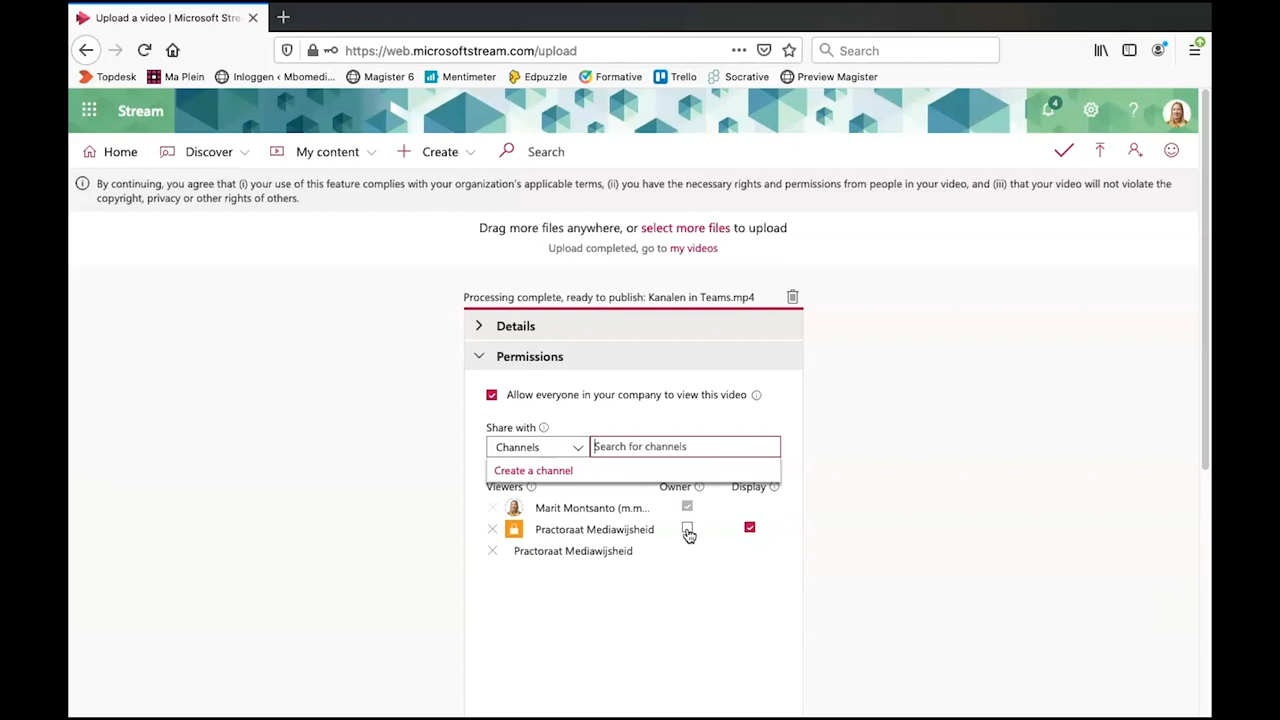 Upload a video | Microsoft Stre
https://web.microsoftstream.com/upload
Search
Topdesk Ma Plein Inloggen ‹ Mbomedi... Magister 6 Mentimeter Edpuzzle Formative Trello Socrative Preview Magister
Stream
4
Home Discover My content Create Search
By continuing, you agree that (i) your use of this feature complies with your organization's applicable terms, (ii) you have the necessary rights and permissions from people in your video, and (iii) that your video will not violate the
copyright, privacy or other rights of others.
Drag more files anywhere, or select more files to upload
Upload completed, go to my videos
Processing complete, ready to publish: Kanalen in Teams.mp4
Details
Permissions
Allow everyone in your company to view this video
Share with
Channels Search for channels
Create a channel
Viewers Owner Display
Marit Montsanto (m.m...
Practoraat Mediawijsheid
Practoraat Mediawijsheid